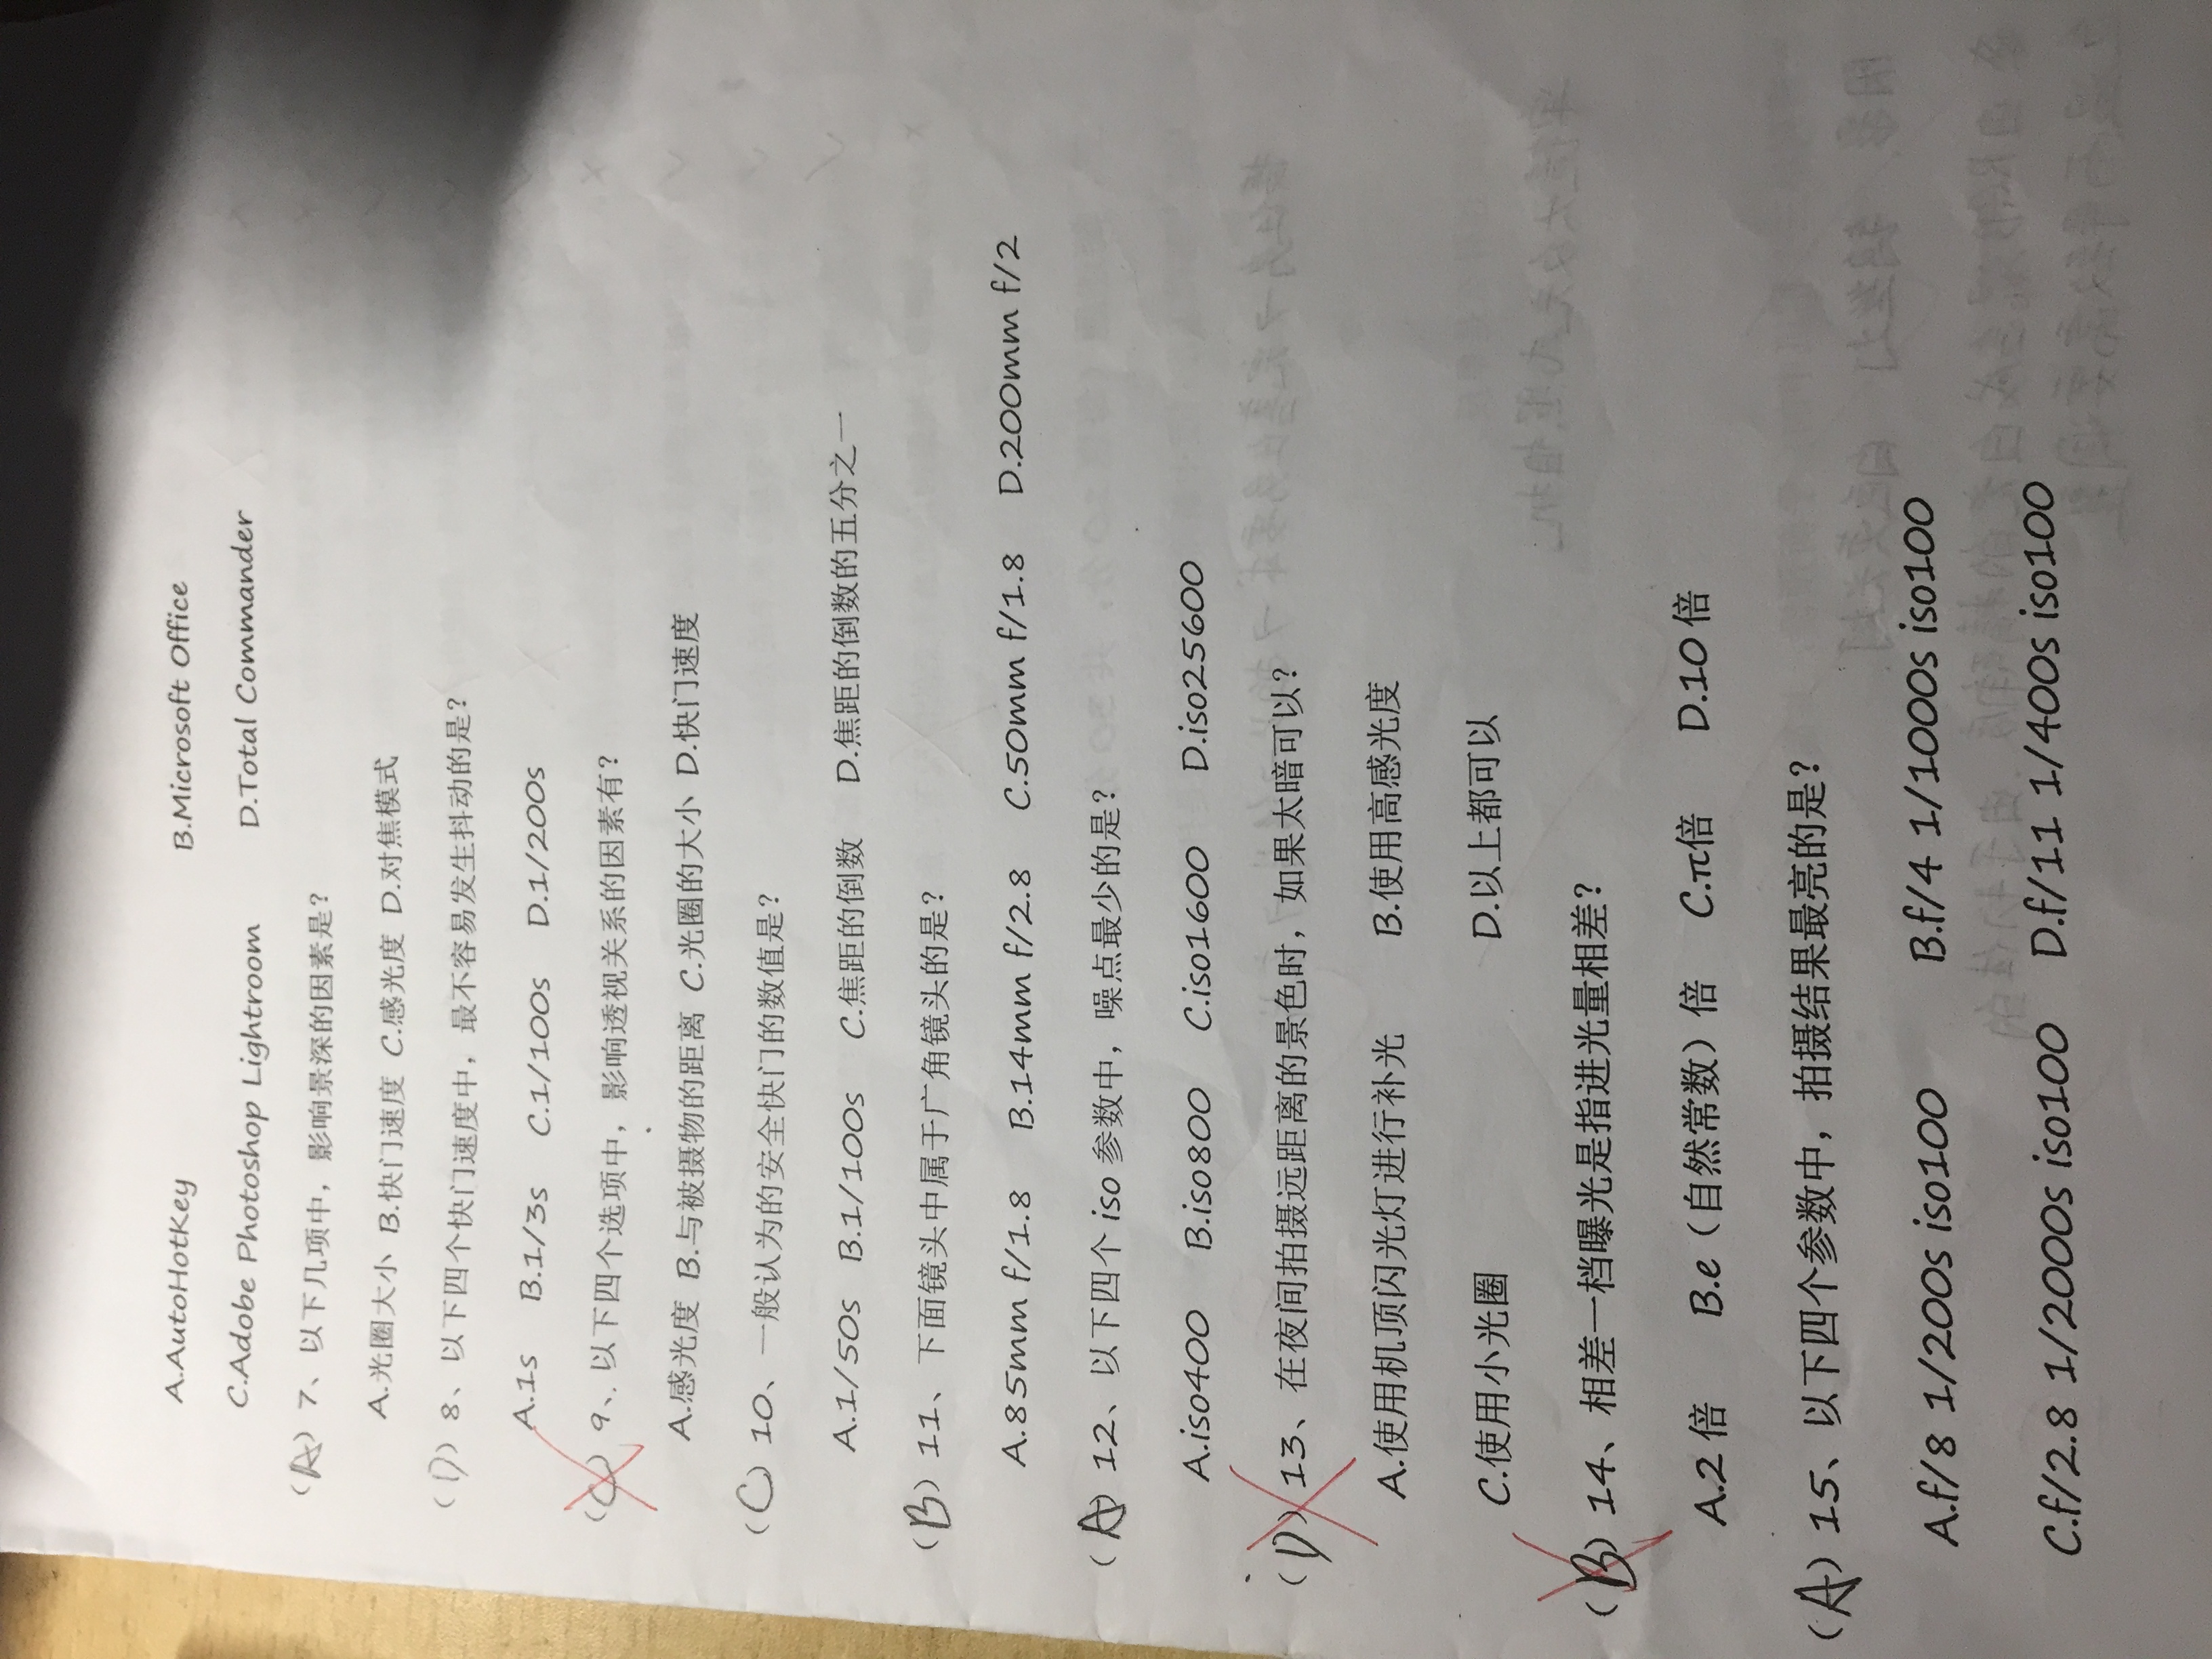 A.AutoHotKey B.Microsoft Office
C.Adobe Photoshop Lightroom D.Total Commander
（A）7、以下几项中，影响景深的因素是？
A.光圈大小 B.快门速度 C.感光度 D.对焦模式
（D）8、以下四个快门速度中，最不容易发生抖动的是？
A.1s B.1/3s C.1/100s D.1/200s
（C）9、以下四个选项中，影响透视关系的因素有？
A.感光度 B.与被摄物的距离 C.光圈的大小 D.快门速度
（C）10、一般认为的安全快门的数值是？
A.1/50s B.1/100s C.焦距的倒数 D.焦距的倒数的五分之一
（B）11、下面镜头中属于广角镜头的是？
A.85mm f/1.8 B.14mm f/2.8 C.50mm f/1.8 D.200mm f/2
（A）12、以下四个 iso 参数中，噪点最少的是？
A.iso400 B.iso800 C.iso1600 D.iso25600
（D）13、在夜间拍摄远距离的景色时，如果太暗可以？
A.使用机顶闪光灯进行补光 B.使用高感光度
C.使用小光圈 D.以上都可以
（B）14、相差一档曝光是指进光量相差？
A.2 倍 B.e（自然常数）倍 C.π倍 D.10 倍
（A）15、以下四个参数中，拍摄结果最亮的是？
A.f/8 1/200s iso100 B.f/4 1/1000s iso100
C.f/2.8 1/2000s iso100 D.f/11 1/400s iso100